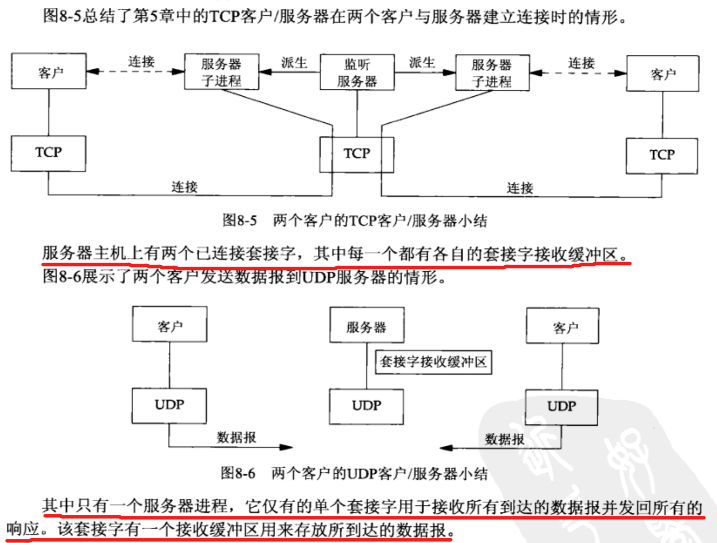 图8-5总结了第5章中的TCP客户/服务器在两个客户与服务器建立连接时的情形。
客户
连接
服务器
子进程
派生
监听
服务器
派生
服务器
子进程
连接
客户
TCP
TCP
TCP
连接
连接
图8-5 两个客户的TCP客户/服务器小结
服务器主机上有两个已连接套接字，其中每一个都有各自的套接字接收缓冲区。
图8-6展示了两个客户发送数据报到UDP服务器的情形。
客户
服务器
客户
套接字接收缓冲区
UDP
UDP
UDP
数据报
数据报
图8-6 两个客户的UDP客户/服务器小结
其中只有一个服务器进程，它仅有的单个套接字用于接收所有到达的数据报并发回所有的
响应。该套接字有一个接收缓冲区用来存放所到达的数据报。